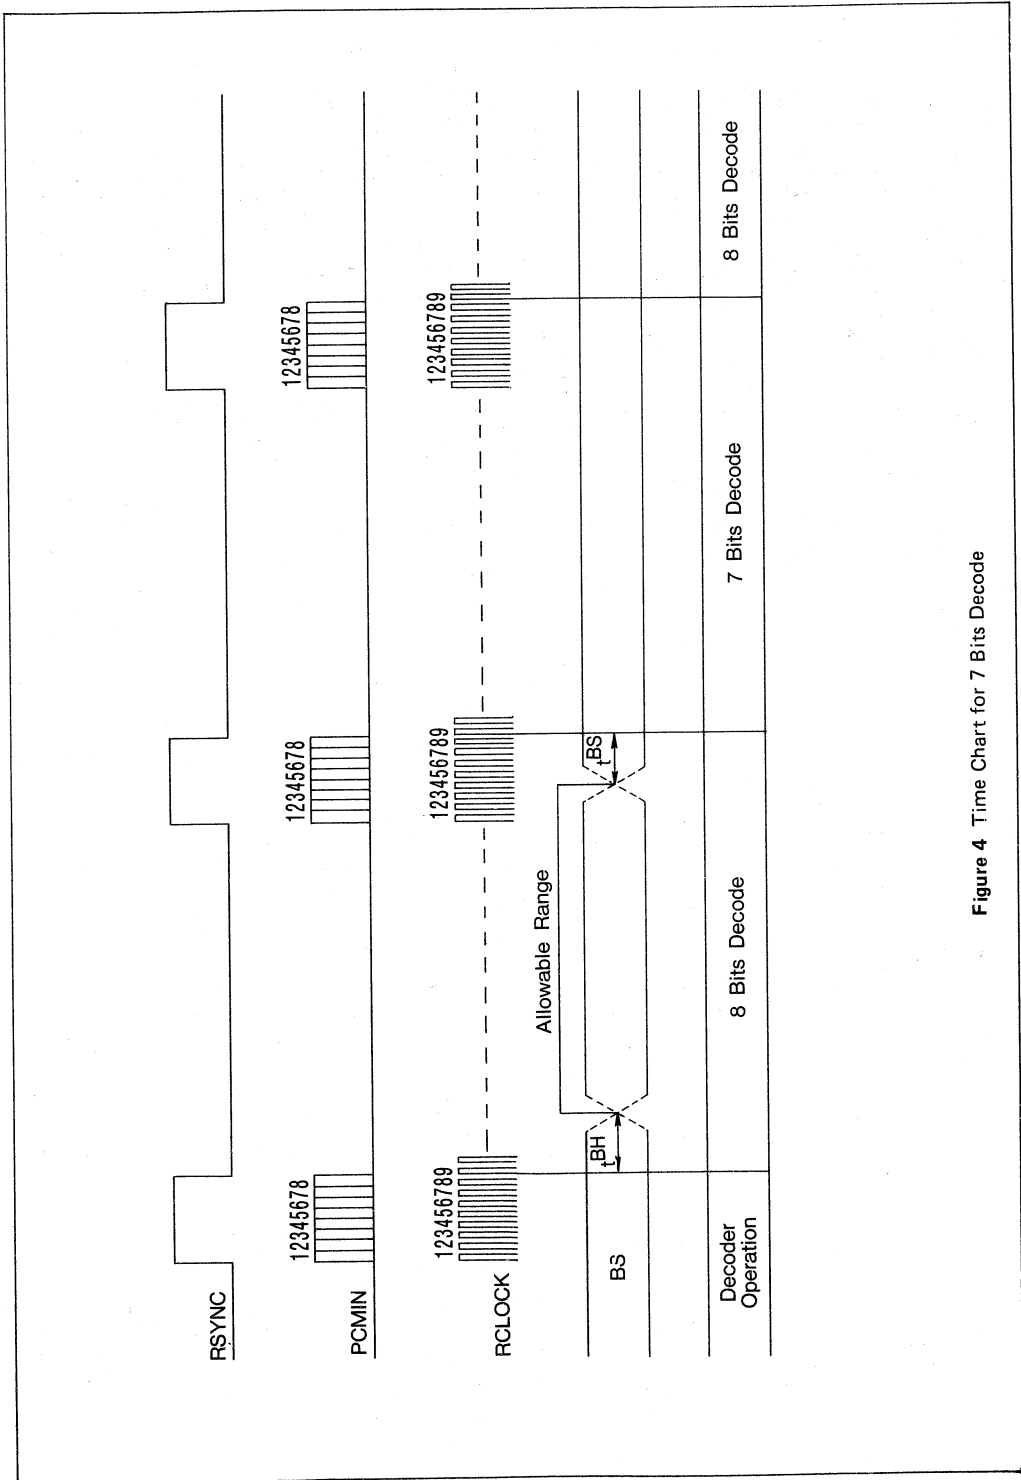 RSYNC
12345678
12345678
12345678
PCMIN
123456789
123456789
123456789
RCLOCK
Allowable Range
tBH
tBS
BS
Decoder
Operation
8 Bits Decode
7 Bits Decode
8 Bits Decode
Figure 4 Time Chart for 7 Bits Decode